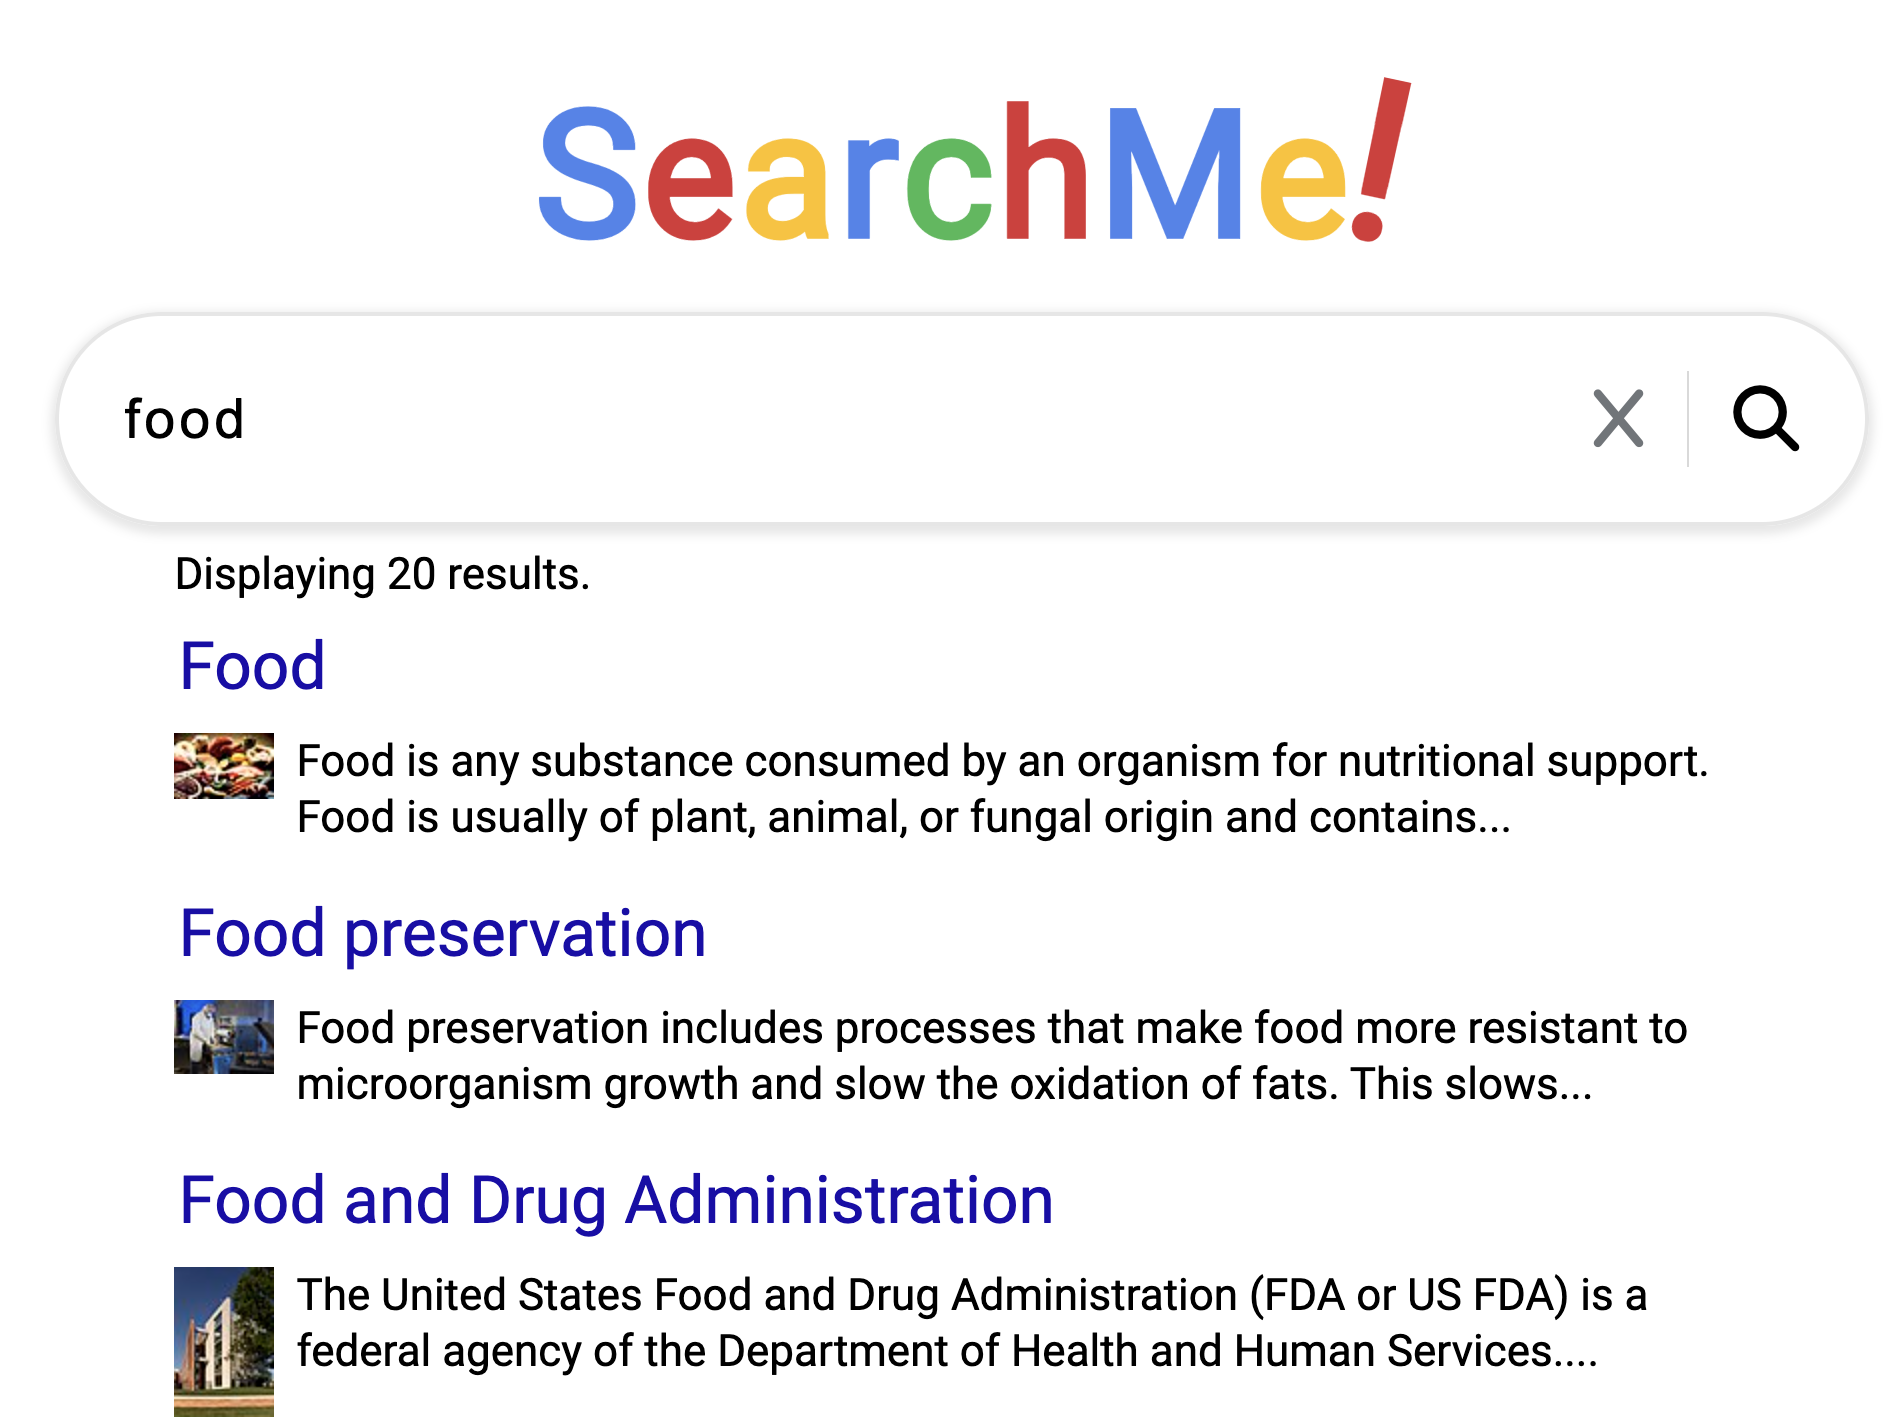 SearchMe!
food
Displaying 20 results.
Food
Food is any substance consumed by an organism for nutritional support.
Food is usually of plant, animal, or fungal origin and contains...
Food preservation
Food preservation includes processes that make food more resistant to
microorganism growth and slow the oxidation of fats. This slows...
Food and Drug Administration
The United States Food and Drug Administration (FDA or US FDA) is a
federal agency of the Department of Health and Human Services....